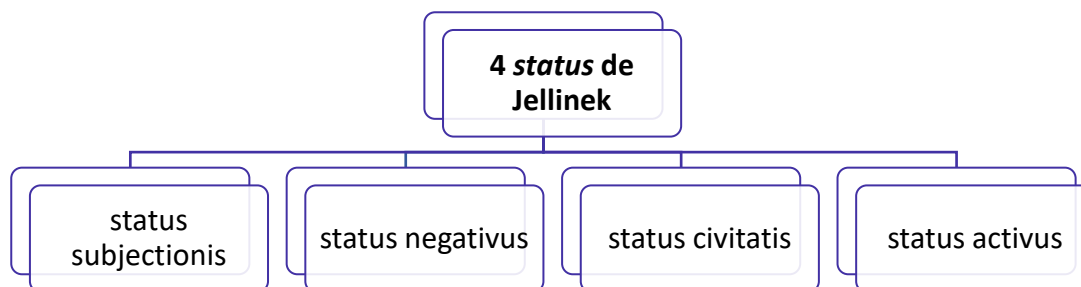 4 status de
Jellinek
status
subjectionis
status negativus
status civitatis
status activus